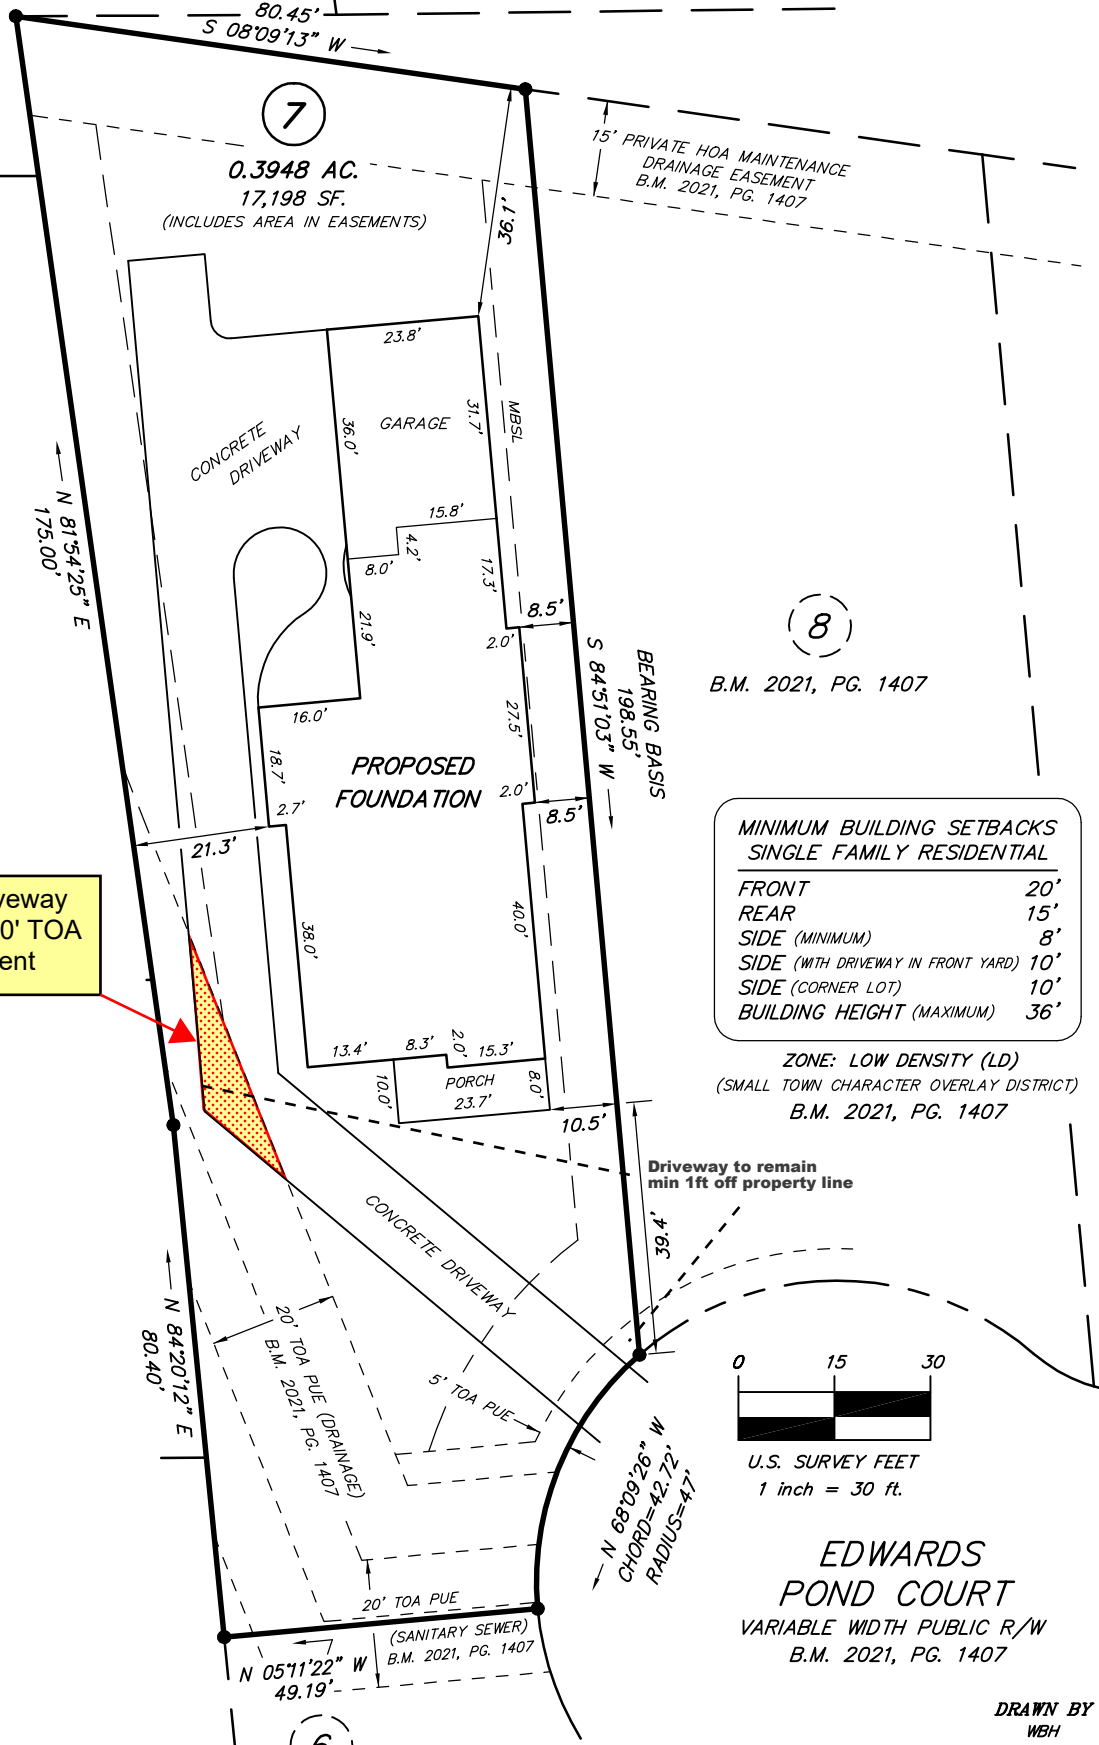 80.45'
S 08°09'13" W
7
0.3948 AC.
17,198 SF.
(INCLUDES AREA IN EASEMENTS)
15' PRIVATE HOA MAINTENANCE
DRAINAGE EASEMENT
B.M. 2021, PG. 1407
36.1'
23.8'
GARAGE
31.7'
MBSL
36.0'
CONCRETE
DRIVEWAY
15.8'
4.2'
8.0'
17.3'
N 81°54'25" E
175.00'
21.9'
8.5'
2.0'
8
B.M. 2021, PG. 1407
BEARING BASIS
198.55'
S 84°51'03" W
16.0'
27.5'
18.7'
PROPOSED
FOUNDATION
2.0'
2.7'
8.5'
21.3'
MINIMUM BUILDING SETBACKS
SINGLE FAMILY RESIDENTIAL
FRONT 20'
REAR 15'
SIDE (MINIMUM) 8'
SIDE (WITH DRIVEWAY IN FRONT YARD) 10'
SIDE (CORNER LOT) 10'
BUILDING HEIGHT (MAXIMUM) 36'
veway
0' TOA
ent
38.0'
40.0'
13.4'
8.3'
2.0'
15.3'
10.0'
PORCH
23.7'
8.0'
10.5'
ZONE: LOW DENSITY (LD)
(SMALL TOWN CHARACTER OVERLAY DISTRICT)
B.M. 2021, PG. 1407
Driveway to remain
min 1ft off property line
39.4'
CONCRETE DRIVEWAY
N 84°20'12" E
80.40'
20' TOA PUE (DRAINAGE)
B.M. 2021, PG. 1407
5' TOA PUE
0 15 30
U.S. SURVEY FEET
1 inch = 30 ft.
N 68°09'26" W
CHORD=42.72'
RADIUS=47'
EDWARDS
POND COURT
VARIABLE WIDTH PUBLIC R/W
B.M. 2021, PG. 1407
20' TOA PUE
(SANITARY SEWER)
B.M. 2021, PG. 1407
N 05°11'22" W
49.19'
6
DRAWN BY
WBH